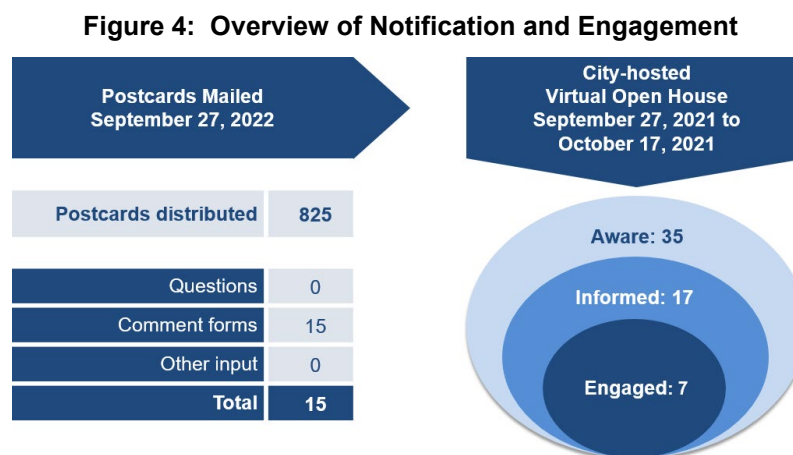 Figure 4: Overview of Notification and Engagement
Postcards Mailed
September 27, 2022
City-hosted
Virtual Open House
September 27, 2021 to
October 17, 2021
Postcards distributed 825
Questions 0
Comment forms 15
Other input 0
Total 15
Aware: 35
Informed: 17
Engaged: 7